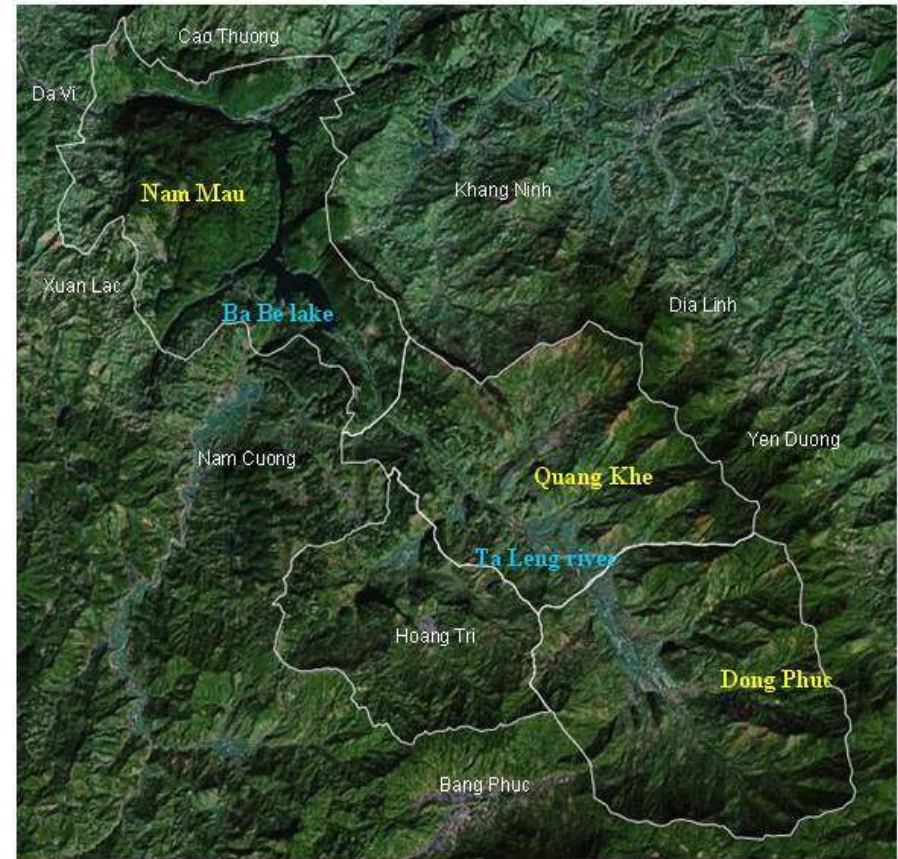 Cao Thuong
Da Vi
Nam Mau
Khang Ninh
Xuan Lac
Ba Be lake
Dia Linh
Yen Duong
Nam Cuong
Quang Khe
Ta Leng river
Hoang Tri
Dong Phuc
Bang Phuc